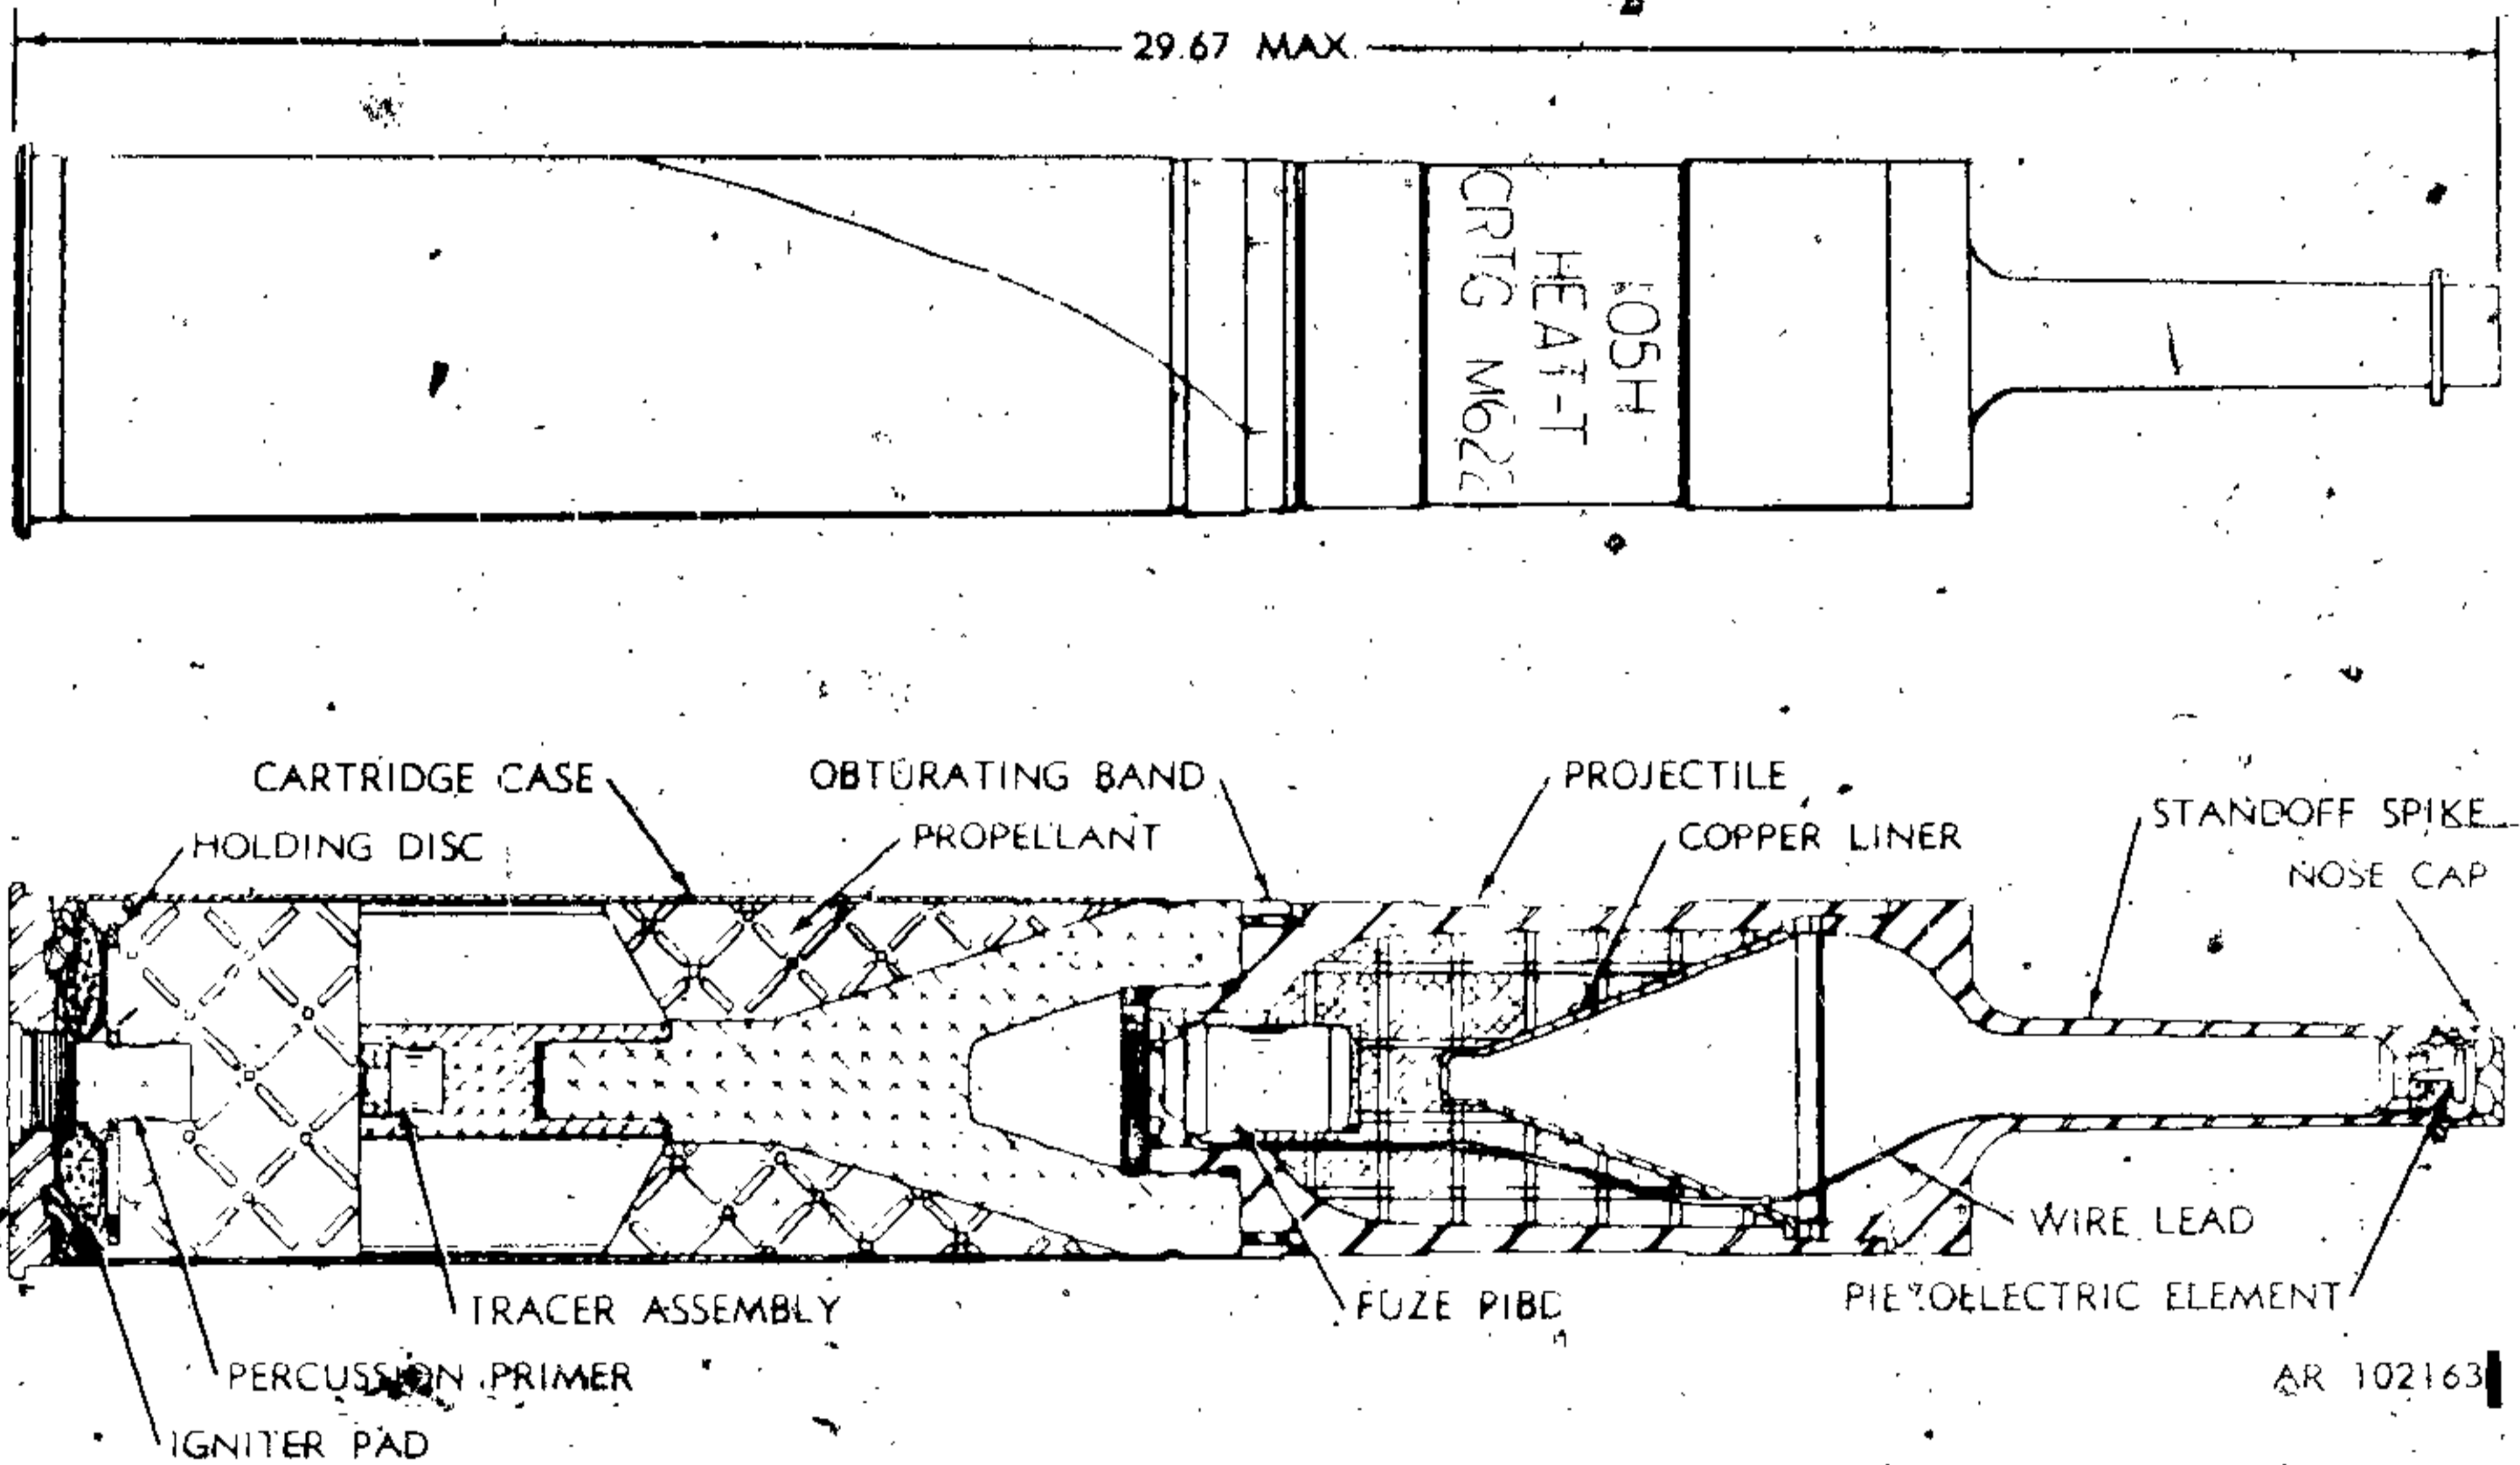 29.67 MAX.
105H
HEAT-T
CRTG M622
CARTRIDGE CASE
OBTURATING BAND
PROJECTILE
STANDOFF SPIKE
HOLDING DISC
PROPELLANT
COPPER LINER
NOSE CAP
WIRE LEAD
TRACER ASSEMBLY
FUZE PIBD
PIEZOELECTRIC ELEMENT
PERCUSSION PRIMER
AR 102163
IGNITER PAD